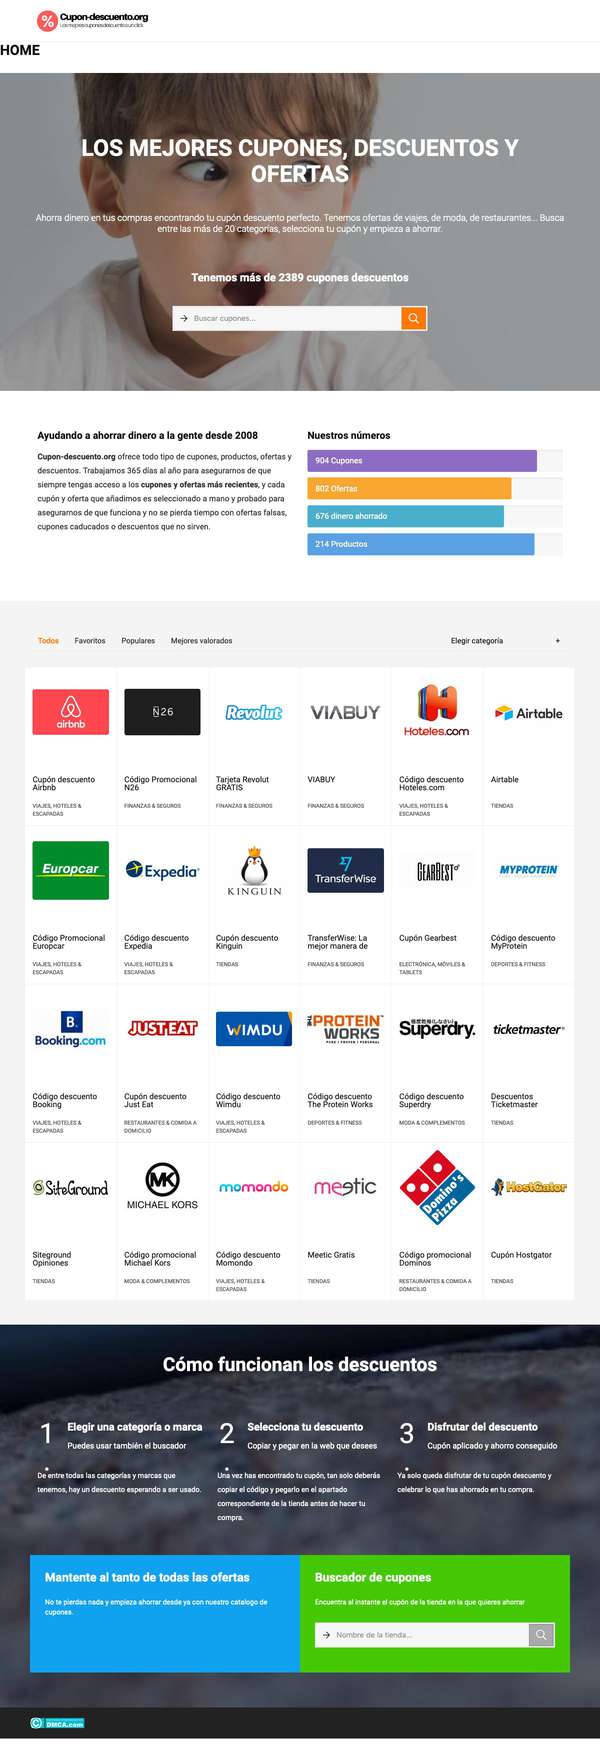 Cupon-descuento.org
Los mejores cupones descuento a un click
HOME
LOS MEJORES CUPONES, DESCUENTOS Y
OFERTAS
Ahorra dinero en tus compras encontrando tu cupón descuento perfecto. Tenemos ofertas de viajes, de moda, de restaurantes... Busca
entre las más de 20 categorías, selecciona tu cupón y empieza a ahorrar.
Tenemos más de 2389 cupones descuentos
Buscar cupones...
Ayudando a ahorrar dinero a la gente desde 2008
Cupon-descuento.org ofrece todo tipo de cupones, productos, ofertas y
descuentos. Trabajamos 365 días al año para asegurarnos de que
siempre tengas acceso a los cupones y ofertas más recientes, y cada
cupón y oferta que añadimos es seleccionado a mano y probado para
asegurarnos de que funciona y no se pierda tiempo con ofertas falsas,
cupones caducados o descuentos que no sirven.
Nuestros números
904 Cupones
802 Ofertas
676 dinero ahorrado
214 Productos
Todos Favoritos Populares Mejores valorados Elegir categoría +
airbnb N26 Revolut VIABUY Hoteles.com Airtable
Cupón descuento Código Promocional Tarjeta Revolut VIABUY Código descuento Airtable
Airbnb N26 GRATIS Hoteles.com
VIAJES, HOTELES & FINANZAS & SEGUROS FINANZAS & SEGUROS FINANZAS & SEGUROS VIAJES, HOTELES & TIENDAS
ESCAPADAS ESCAPADAS
Europcar Expedia KINGUIN TransferWise GEARBEST MYPROTEIN
Código Promocional Código descuento Cupón descuento TransferWise: La Cupón Gearbest Código descuento
Europcar Expedia Kinguin mejor manera de MyProtein
VIAJES, HOTELES & VIAJES, HOTELES & TIENDAS FINANZAS & SEGUROS ELECTRÓNICA, MÓVILES & DEPORTES & FITNESS
ESCAPADAS ESCAPADAS TABLETS
B. Booking.com JUST EAT WIMDU THE PROTEIN WORKS Superdry. ticketmaster®
Código descuento Cupón descuento Código descuento Código descuento Código descuento Descuentos
Booking Just Eat Wimdu The Protein Works Superdry Ticketmaster
VIAJES, HOTELES & RESTAURANTES & COMIDA A VIAJES, HOTELES & DEPORTES & FITNESS MODA & COMPLEMENTOS TIENDAS
ESCAPADAS DOMICILIO ESCAPADAS
SiteGround MK MICHAEL KORS momondo meetic Domino's Pizza HostGator
Siteground Código promocional Código descuento Meetic Gratis Código promocional Cupón Hostgator
Opiniones Michael Kors Momondo Dominos
TIENDAS MODA & COMPLEMENTOS VIAJES, HOTELES & TIENDAS RESTAURANTES & COMIDA A TIENDAS
ESCAPADAS DOMICILIO
Cómo funcionan los descuentos
1 Elegir una categoría o marca
Puedes usar también el buscador
De entre todas las categorías y marcas que
tenemos, hay un descuento esperando a ser usado.
2 Selecciona tu descuento
Copiar y pegar en la web que desees
Una vez has encontrado tu cupón, tan solo deberás
copiar el código y pegarlo en el apartado
correspondiente de la tienda antes de hacer tu
compra.
3 Disfrutar del descuento
Cupón aplicado y ahorro conseguido
Ya solo queda disfrutar de tu cupón descuento y
celebrar lo que has ahorrado en tu compra.
Mantente al tanto de todas las ofertas
No te pierdas nada y empieza ahorrar desde ya con nuestro catalogo de
cupones.
Buscador de cupones
Encuentra al instante el cupón de la tienda en la que quieres ahorrar
Nombre de la tienda...
DMCA.com